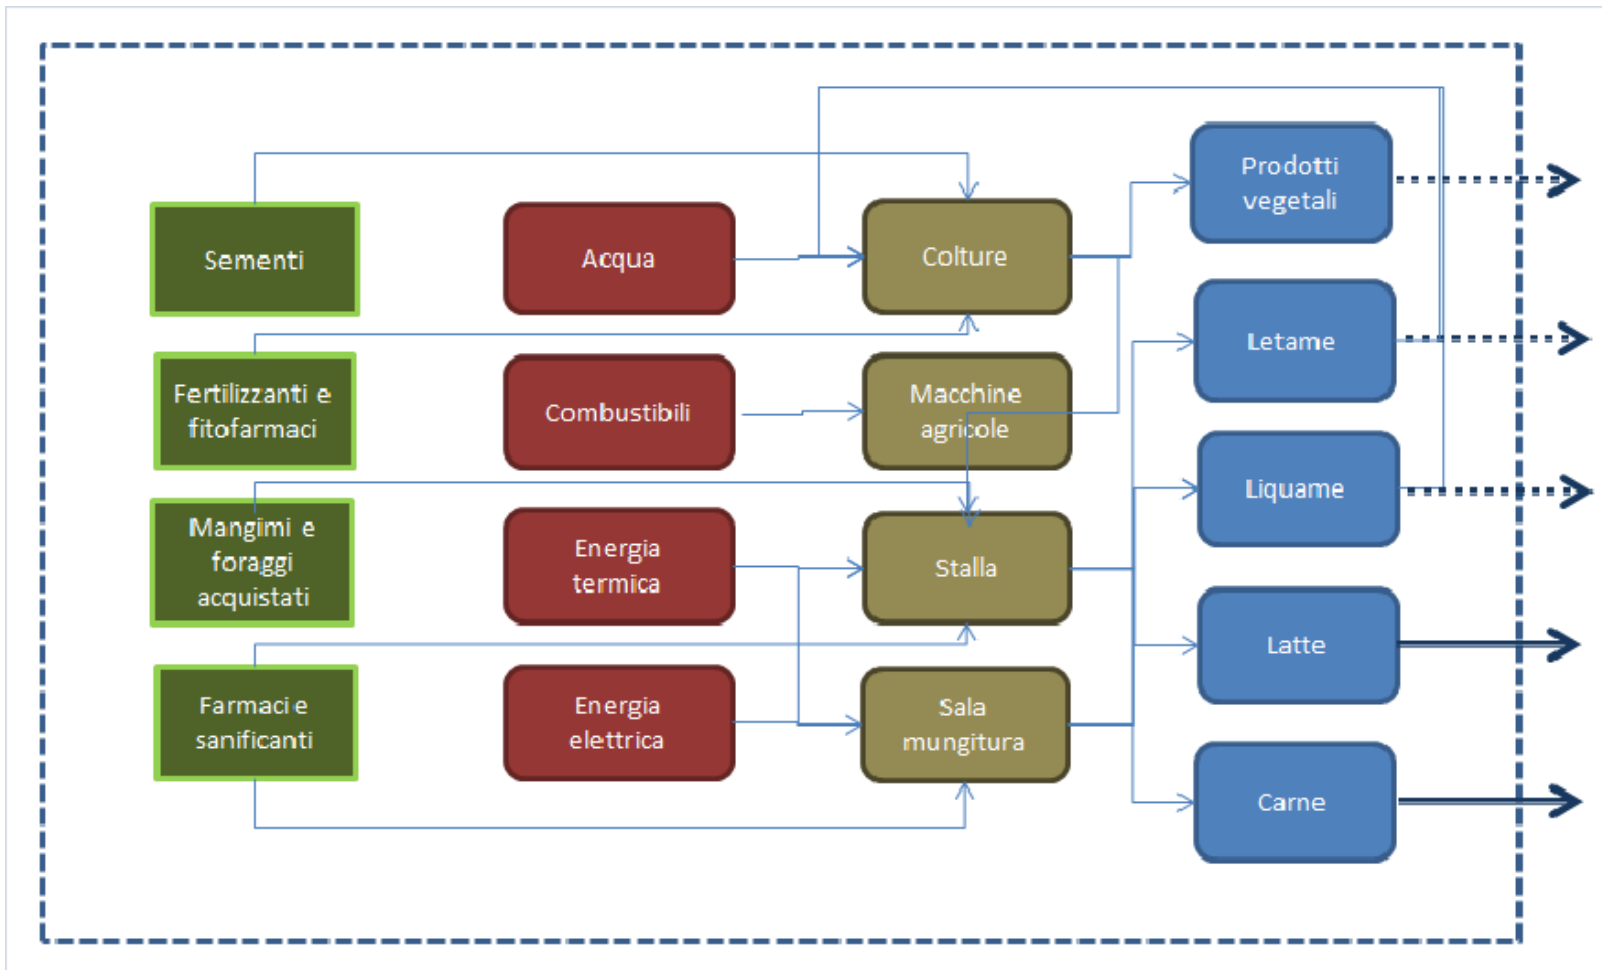 Sementi
Fertilizzanti e
fitofarmaci
Mangimi e
foraggi
acquistati
Farmaci e
sanificanti
Acqua
Combustibili
Energia
termica
Energia
elettrica
Colture
Macchine
agricole
Stalla
Sala
mungitura
Prodotti
vegetali
Letame
Liquame
Latte
Carne